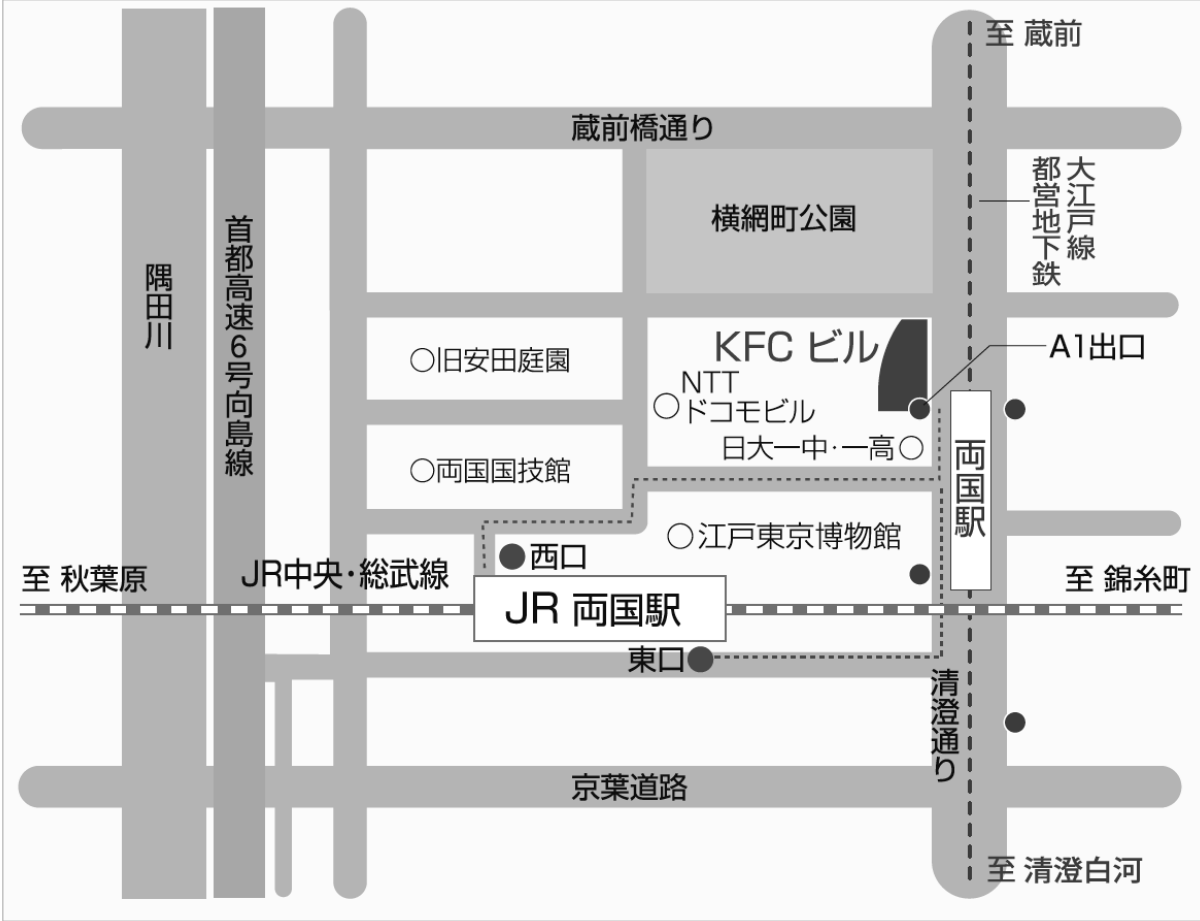 至 蔵前
蔵前橋通り
大江戸線
都営地下鉄
横網町公園
首都高速6号向島線
隅田川
KFC ビル
A1出口
○旧安田庭園
NTT
○ドコモビル
日大一中・一高○
両国駅
○両国国技館
○江戸東京博物館
●西口
至 秋葉原
JR中央・総武線
至 錦糸町
JR 両国駅
東口●
清澄通り
京葉道路
至 清澄白河